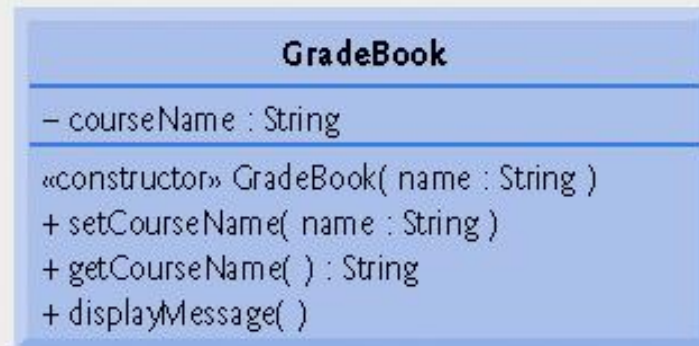 GradeBook
– courseName : String
«constructor» GradeBook( name : String )
+ setCourseName( name : String )
+ getCourseName( ) : String
+ displayMessage( )